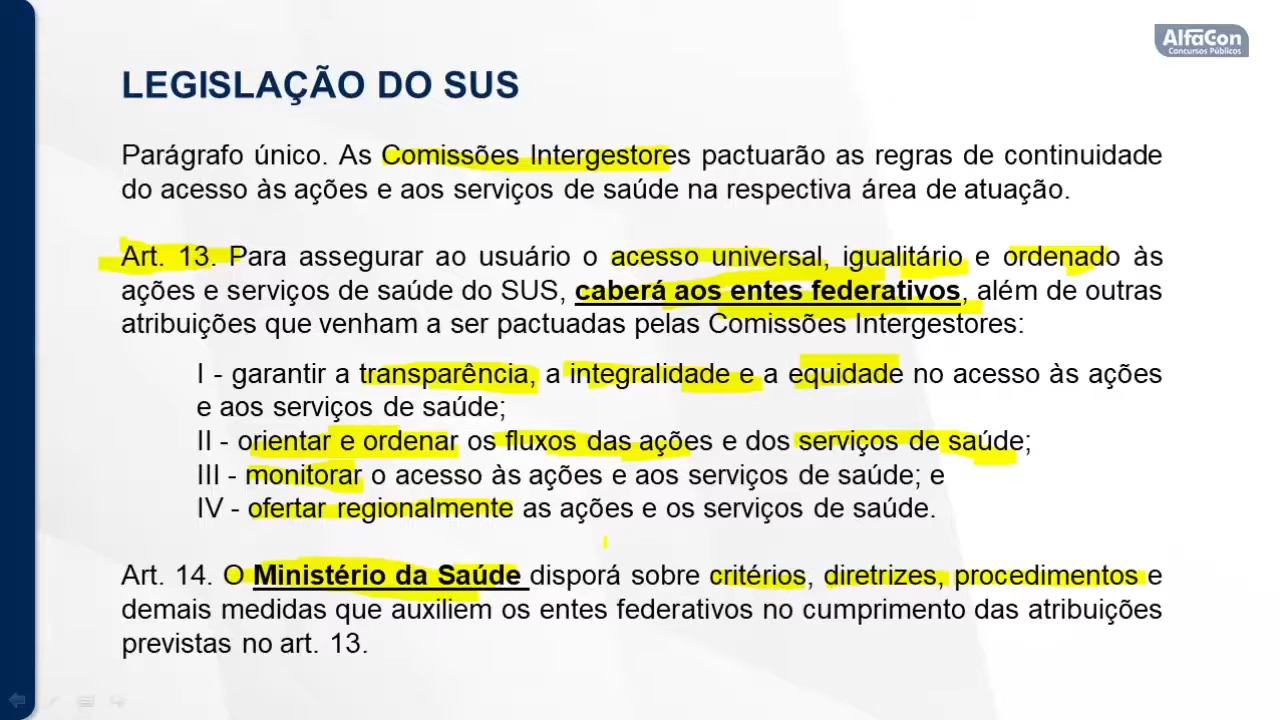 AlfaCon
Concursos Públicos
LEGISLAÇÃO DO SUS
Parágrafo único. As Comissões Intergestores pactuarão as regras de continuidade
do acesso às ações e aos serviços de saúde na respectiva área de atuação.
Art. 13. Para assegurar ao usuário o acesso universal, igualitário e ordenado às
ações e serviços de saúde do SUS, caberá aos entes federativos, além de outras
atribuições que venham a ser pactuadas pelas Comissões Intergestores:
I - garantir a transparência, a integralidade e a equidade no acesso às ações
e aos serviços de saúde;
II - orientar e ordenar os fluxos das ações e dos serviços de saúde;
III - monitorar o acesso às ações e aos serviços de saúde; e
IV - ofertar regionalmente as ações e os serviços de saúde.
Art. 14. O Ministério da Saúde disporá sobre critérios, diretrizes, procedimentos e
demais medidas que auxiliem os entes federativos no cumprimento das atribuições
previstas no art. 13.